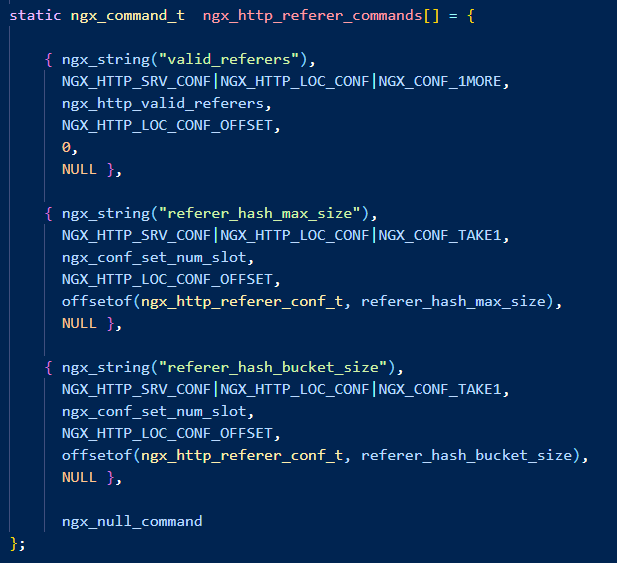 static ngx_command_t  ngx_http_referer_commands[] = {
{ ngx_string("valid_referers"),
NGX_HTTP_SRV_CONF|NGX_HTTP_LOC_CONF|NGX_CONF_1MORE,
ngx_http_valid_referers,
NGX_HTTP_LOC_CONF_OFFSET,
0,
NULL },
{ ngx_string("referer_hash_max_size"),
NGX_HTTP_SRV_CONF|NGX_HTTP_LOC_CONF|NGX_CONF_TAKE1,
ngx_conf_set_num_slot,
NGX_HTTP_LOC_CONF_OFFSET,
offsetof(ngx_http_referer_conf_t, referer_hash_max_size),
NULL },
{ ngx_string("referer_hash_bucket_size"),
NGX_HTTP_SRV_CONF|NGX_HTTP_LOC_CONF|NGX_CONF_TAKE1,
ngx_conf_set_num_slot,
NGX_HTTP_LOC_CONF_OFFSET,
offsetof(ngx_http_referer_conf_t, referer_hash_bucket_size),
NULL },
ngx_null_command
};